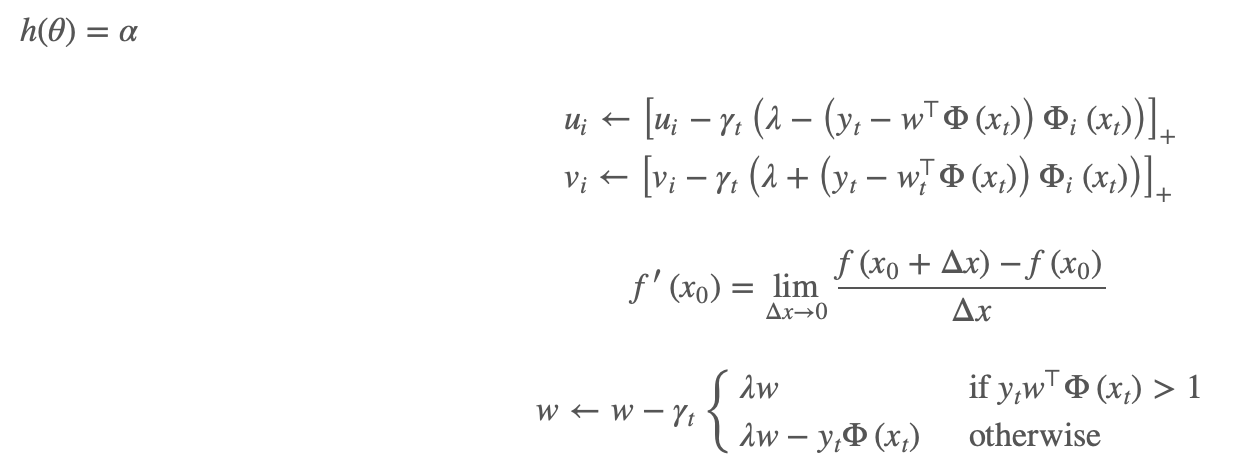 h(θ) = α
u_i ← [u_i − γ_t (λ − (y_t − w^⊤ Φ (x_t)) Φ_i (x_t))]_+
v_i ← [v_i − γ_t (λ + (y_t − w_t^⊤ Φ (x_t)) Φ_i (x_t))]_+
f ′ (x_0) = lim_{Δx→0} \frac{f (x_0 + Δx) − f (x_0)}{Δx}
w ← w − γ_t { λw if y_t w^⊤ Φ (x_t) > 1
λw − y_t Φ (x_t) otherwise